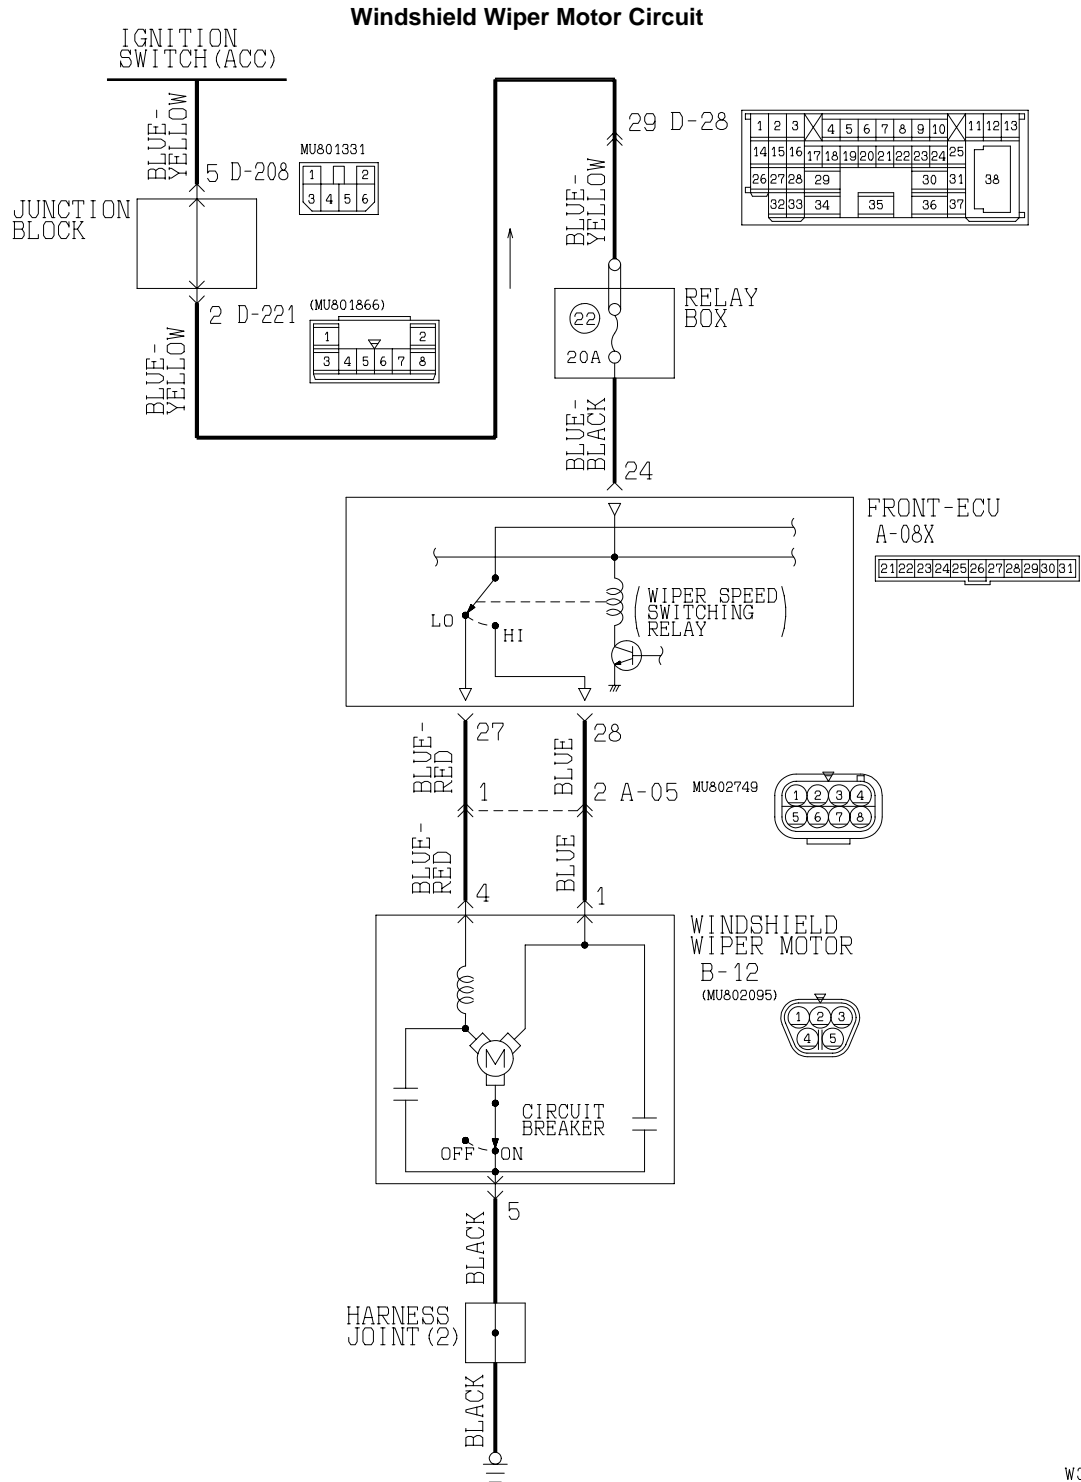 Windshield Wiper Motor Circuit
IGNITION
SWITCH(ACC)
BLUE-
YELLOW
5 D-208
MU801331
1 2
3 4 5 6
JUNCTION
BLOCK
2 D-221
(MU801866)
1 2
3 4 5 6 7 8
BLUE-
YELLOW
29 D-28
1 2 3 4 5 6 7 8 9 10 11 12 13
14 15 16 17 18 19 20 21 22 23 24 25
26 27 28 29 30 31 38
32 33 34 35 36 37
BLUE-
YELLOW
RELAY
BOX
22
20A
BLUE-
BLACK
24
FRONT-ECU
A-08X
21 22 23 24 25 26 27 28 29 30 31
(WIPER SPEED
SWITCHING
RELAY)
LO
HI
27
28
BLUE-
RED
BLUE
1
2 A-05 MU802749
1 2 3 4
5 6 7 8
BLUE-
RED
BLUE
4
1
WINDSHIELD
WIPER MOTOR
B-12
(MU802095)
1 2 3
4 5
M
CIRCUIT
BREAKER
OFF ON
5
BLACK
HARNESS
JOINT(2)
BLACK